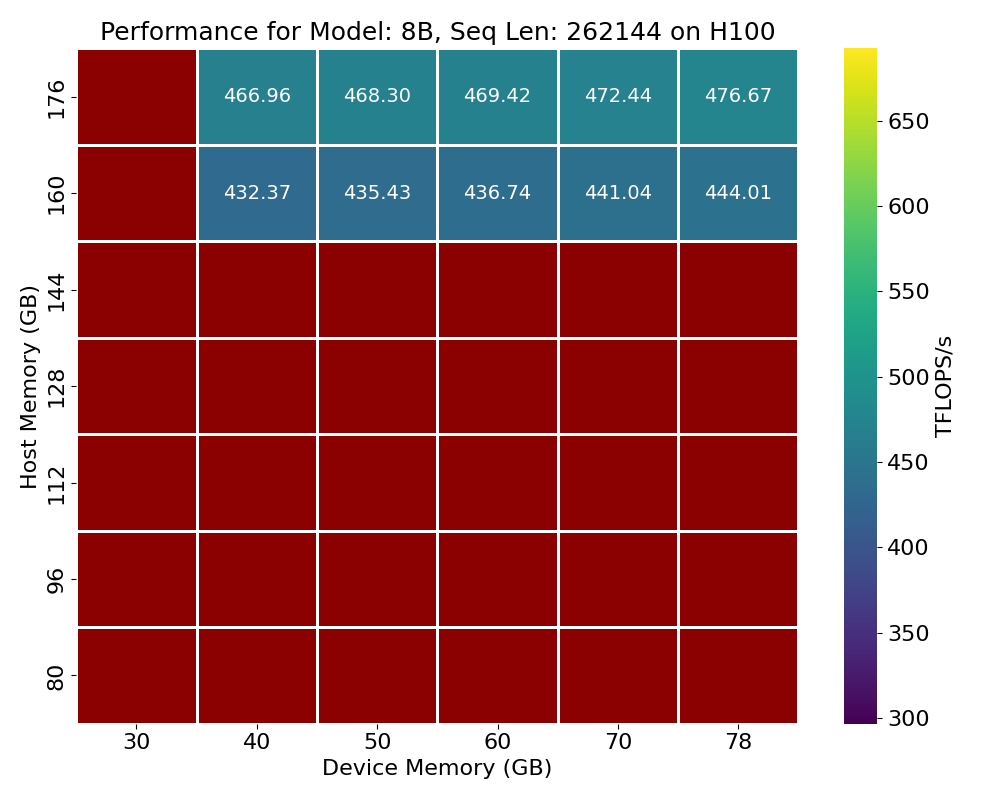 Performance for Model: 8B, Seq Len: 262144 on H100
176
466.96 468.30 469.42 472.44 476.67
160
432.37 435.43 436.74 441.04 444.01
144
128
112
96
80
Host Memory (GB)
30 40 50 60 70 78
Device Memory (GB)
650
600
550
500
450
400
350
300
TFLOPS/s